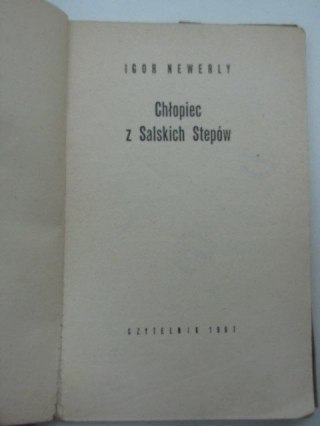 IGOR NEWERLY
Chłopiec
z Salskich Stepów
CZYTELNIK 1961